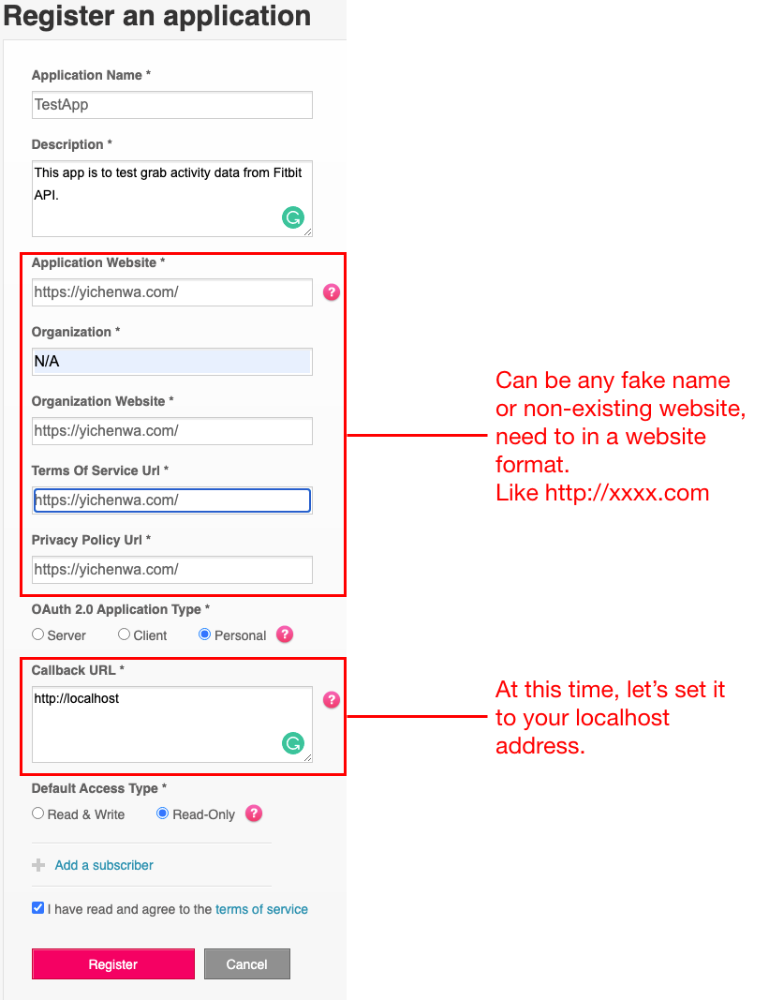 Register an application
Application Name *
TestApp
Description *
This app is to test grab activity data from Fitbit
API.
Application Website *
https://yichenwa.com/
?
Organization *
N/A
Organization Website *
https://yichenwa.com/
Terms Of Service Url *
https://yichenwa.com/
Privacy Policy Url *
https://yichenwa.com/
Can be any fake name
or non-existing website,
need to in a website
format.
Like http://xxxx.com
OAuth 2.0 Application Type *
Server Client Personal ?
Callback URL *
http://localhost
?
At this time, let's set it
to your localhost
address.
Default Access Type *
Read & Write Read-Only ?
Add a subscriber
I have read and agree to the terms of service
Register Cancel